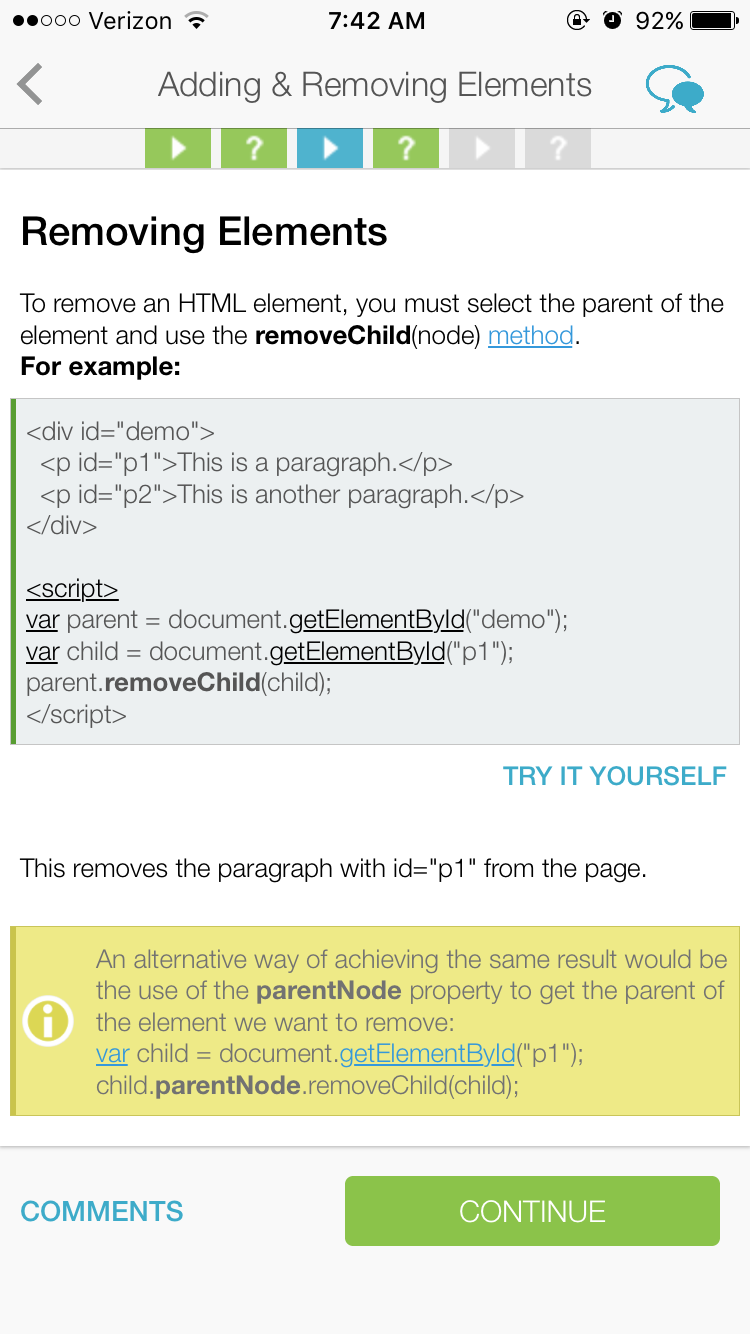 Verizon 7:42 AM 92%
Adding & Removing Elements
? ? ?
Removing Elements
To remove an HTML element, you must select the parent of the
element and use the removeChild(node) method.
For example:
<div id="demo">
  <p id="p1">This is a paragraph.</p>
  <p id="p2">This is another paragraph.</p>
</div>
<script>
var parent = document.getElementById("demo");
var child = document.getElementById("p1");
parent.removeChild(child);
</script>
TRY IT YOURSELF
This removes the paragraph with id="p1" from the page.
An alternative way of achieving the same result would be
the use of the parentNode property to get the parent of
the element we want to remove:
var child = document.getElementById("p1");
child.parentNode.removeChild(child);
COMMENTS
CONTINUE